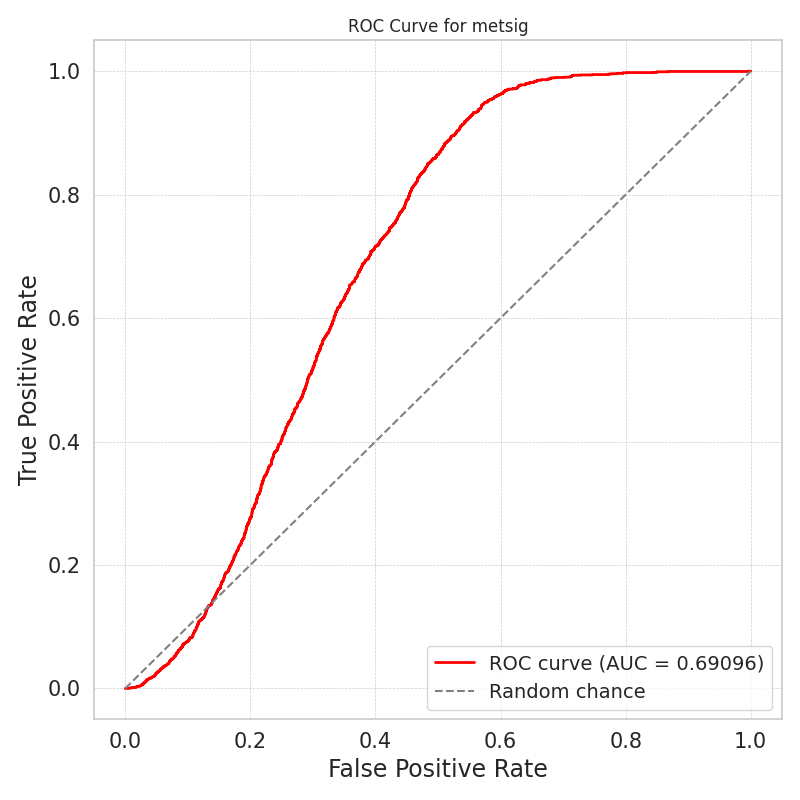 ROC Curve for metsig
1.0
0.8
0.6
0.4
0.2
0.0
True Positive Rate
ROC curve (AUC = 0.69096)
Random chance
0.0 0.2 0.4 0.6 0.8 1.0
False Positive Rate